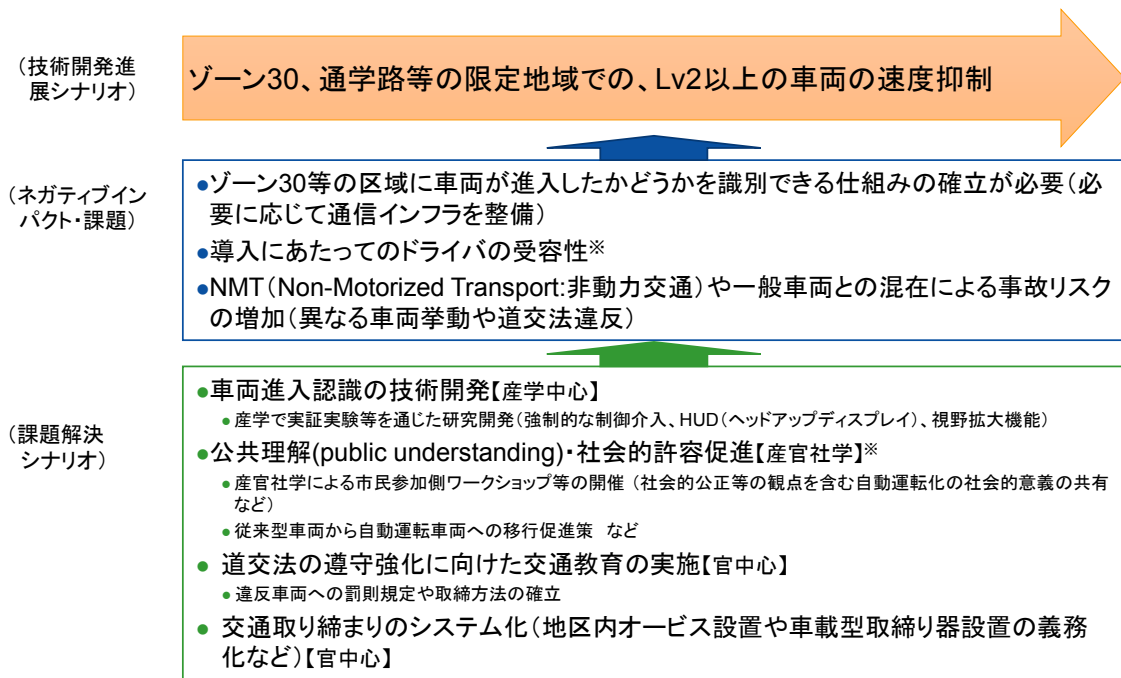 (技術開発進
展シナリオ)
ゾーン30、通学路等の限定地域での、Lv2以上の車両の速度抑制
(ネガティブイン
パクト・課題)
●ゾーン30等の区域に車両が進入したかどうかを識別できる仕組みの確立が必要(必
要に応じて通信インフラを整備)
●導入にあたってのドライバの受容性※
●NMT(Non-Motorized Transport:非動力交通)や一般車両との混在による事故リスク
の増加(異なる車両挙動や道交法違反)
(課題解決
シナリオ)
●車両進入認識の技術開発【産学中心】
●産学で実証実験等を通じた研究開発(強制的な制御介入、HUD(ヘッドアップディスプレイ)、視野拡大機能)
●公共理解(public understanding)・社会的許容促進【産官社学】※
●産官社学による市民参加側ワークショップ等の開催 (社会的公正等の観点を含む自動運転化の社会的意義の共有
など)
●従来型車両から自動運転車両への移行促進策 など
● 道交法の遵守強化に向けた交通教育の実施【官中心】
●違反車両への罰則規定や取締方法の確立
● 交通取り締まりのシステム化(地区内オービス設置や車載型取締り器設置の義務
化など)【官中心】